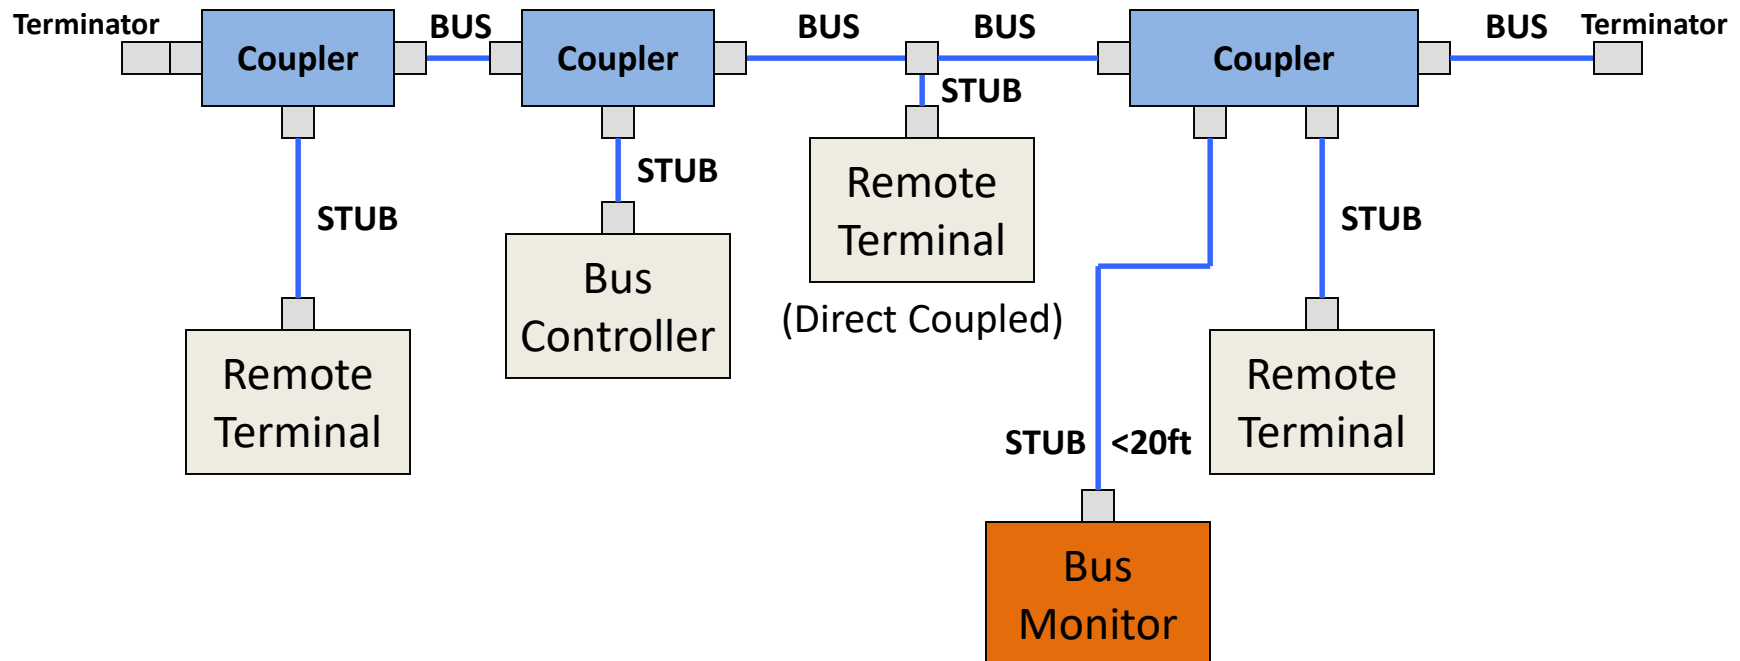 Terminator
Coupler
BUS
Coupler
BUS
BUS
Coupler
BUS
Terminator
STUB
STUB
STUB
STUB
Remote
Terminal
(Direct Coupled)
Bus
Controller
Remote
Terminal
Remote
Terminal
STUB <20ft
Bus
Monitor